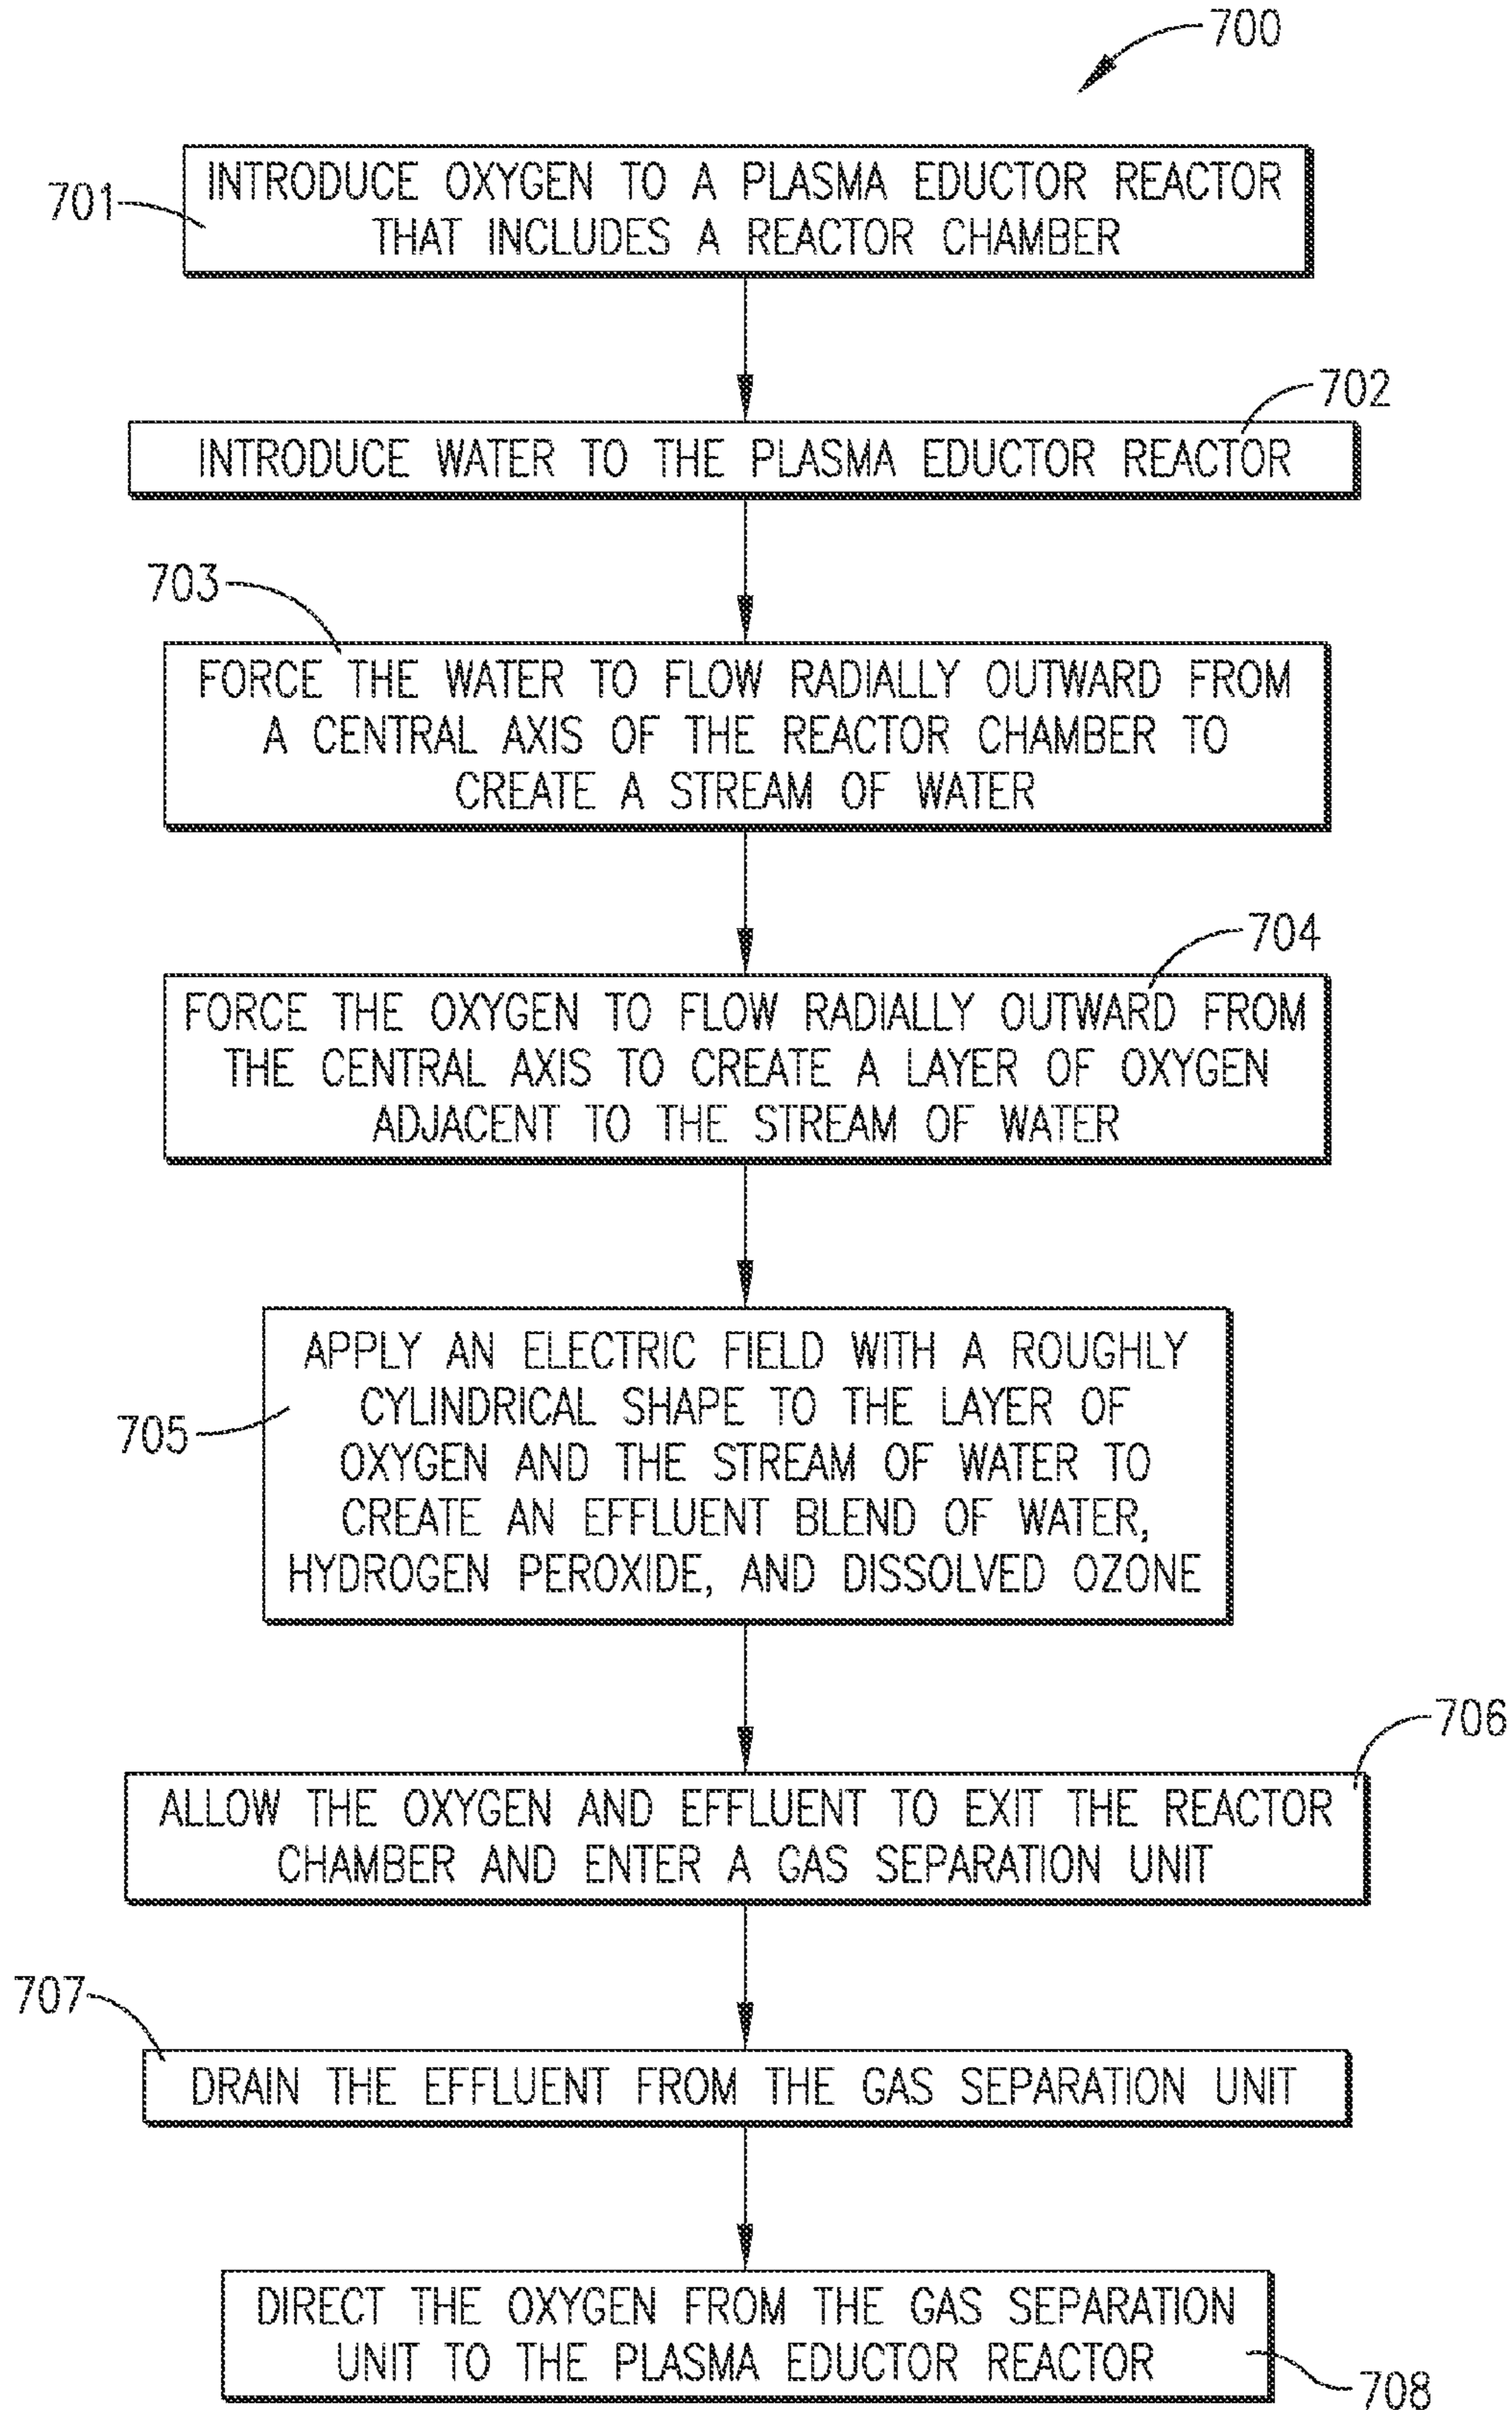 700
701
INTRODUCE OXYGEN TO A PLASMA EDUCTOR REACTOR
THAT INCLUDES A REACTOR CHAMBER
702
INTRODUCE WATER TO THE PLASMA EDUCTOR REACTOR
703
FORCE THE WATER TO FLOW RADIALLY OUTWARD FROM
A CENTRAL AXIS OF THE REACTOR CHAMBER TO
CREATE A STREAM OF WATER
704
FORCE THE OXYGEN TO FLOW RADIALLY OUTWARD FROM
THE CENTRAL AXIS TO CREATE A LAYER OF OXYGEN
ADJACENT TO THE STREAM OF WATER
705
APPLY AN ELECTRIC FIELD WITH A ROUGHLY
CYLINDRICAL SHAPE TO THE LAYER OF
OXYGEN AND THE STREAM OF WATER TO
CREATE AN EFFLUENT BLEND OF WATER,
HYDROGEN PEROXIDE, AND DISSOLVED OZONE
706
ALLOW THE OXYGEN AND EFFLUENT TO EXIT THE REACTOR
CHAMBER AND ENTER A GAS SEPARATION UNIT
707
DRAIN THE EFFLUENT FROM THE GAS SEPARATION UNIT
DIRECT THE OXYGEN FROM THE GAS SEPARATION
UNIT TO THE PLASMA EDUCTOR REACTOR
708